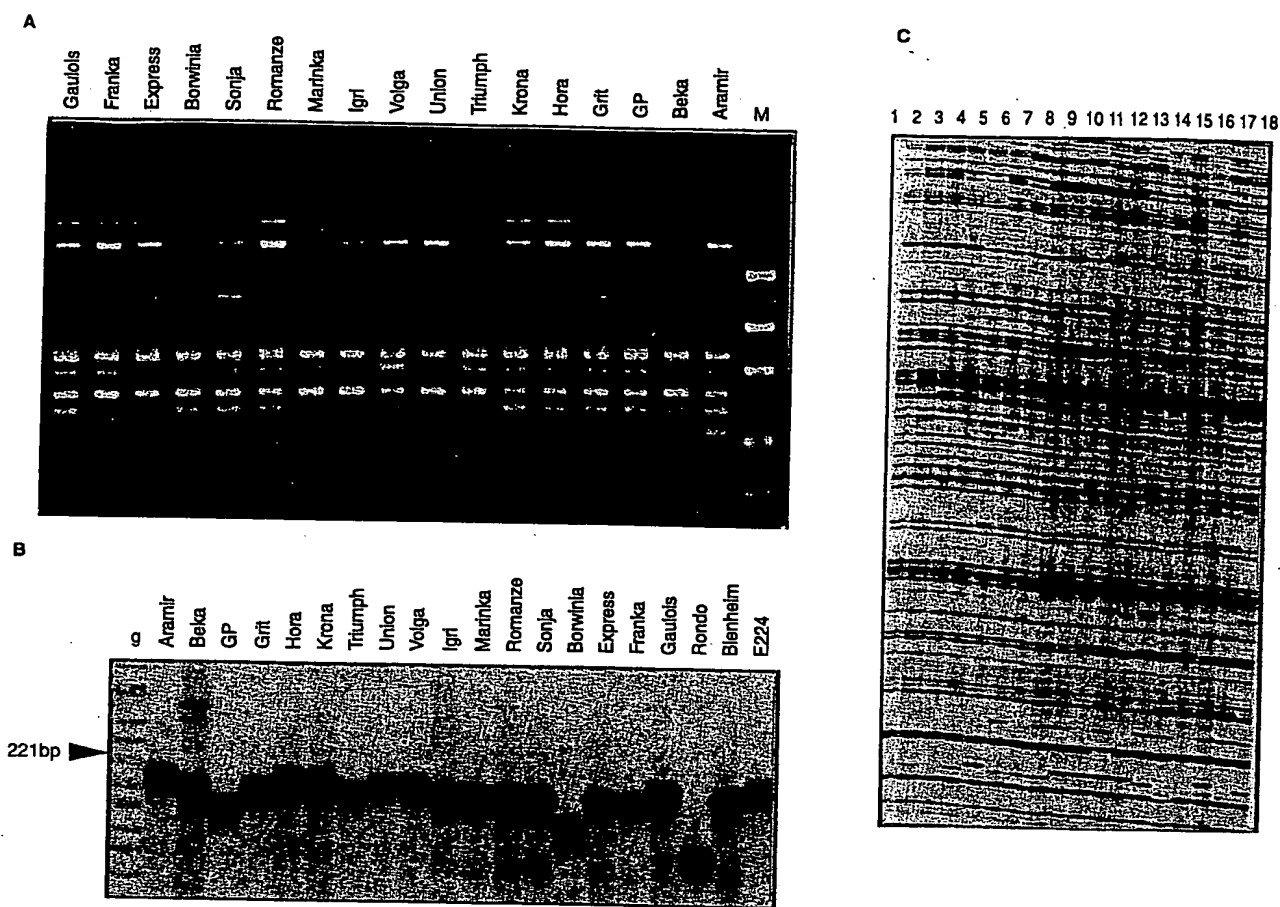 A
Gaulois Franka Express Borwinia Sonja Romanze Marinka Igri Volga Union Triumph Krona Hora Grit GP Beka Aramir M
B
Aramir Beka GP Grit Hora Krona Triumph Union Volga Igri Marinka Romanze Sonja Borwinia Express Franka Gaulois Rondo Blenheim F224
221bp
C
1 2 3 4 5 6 7 8 9 10 11 12 13 14 15 16 17 18